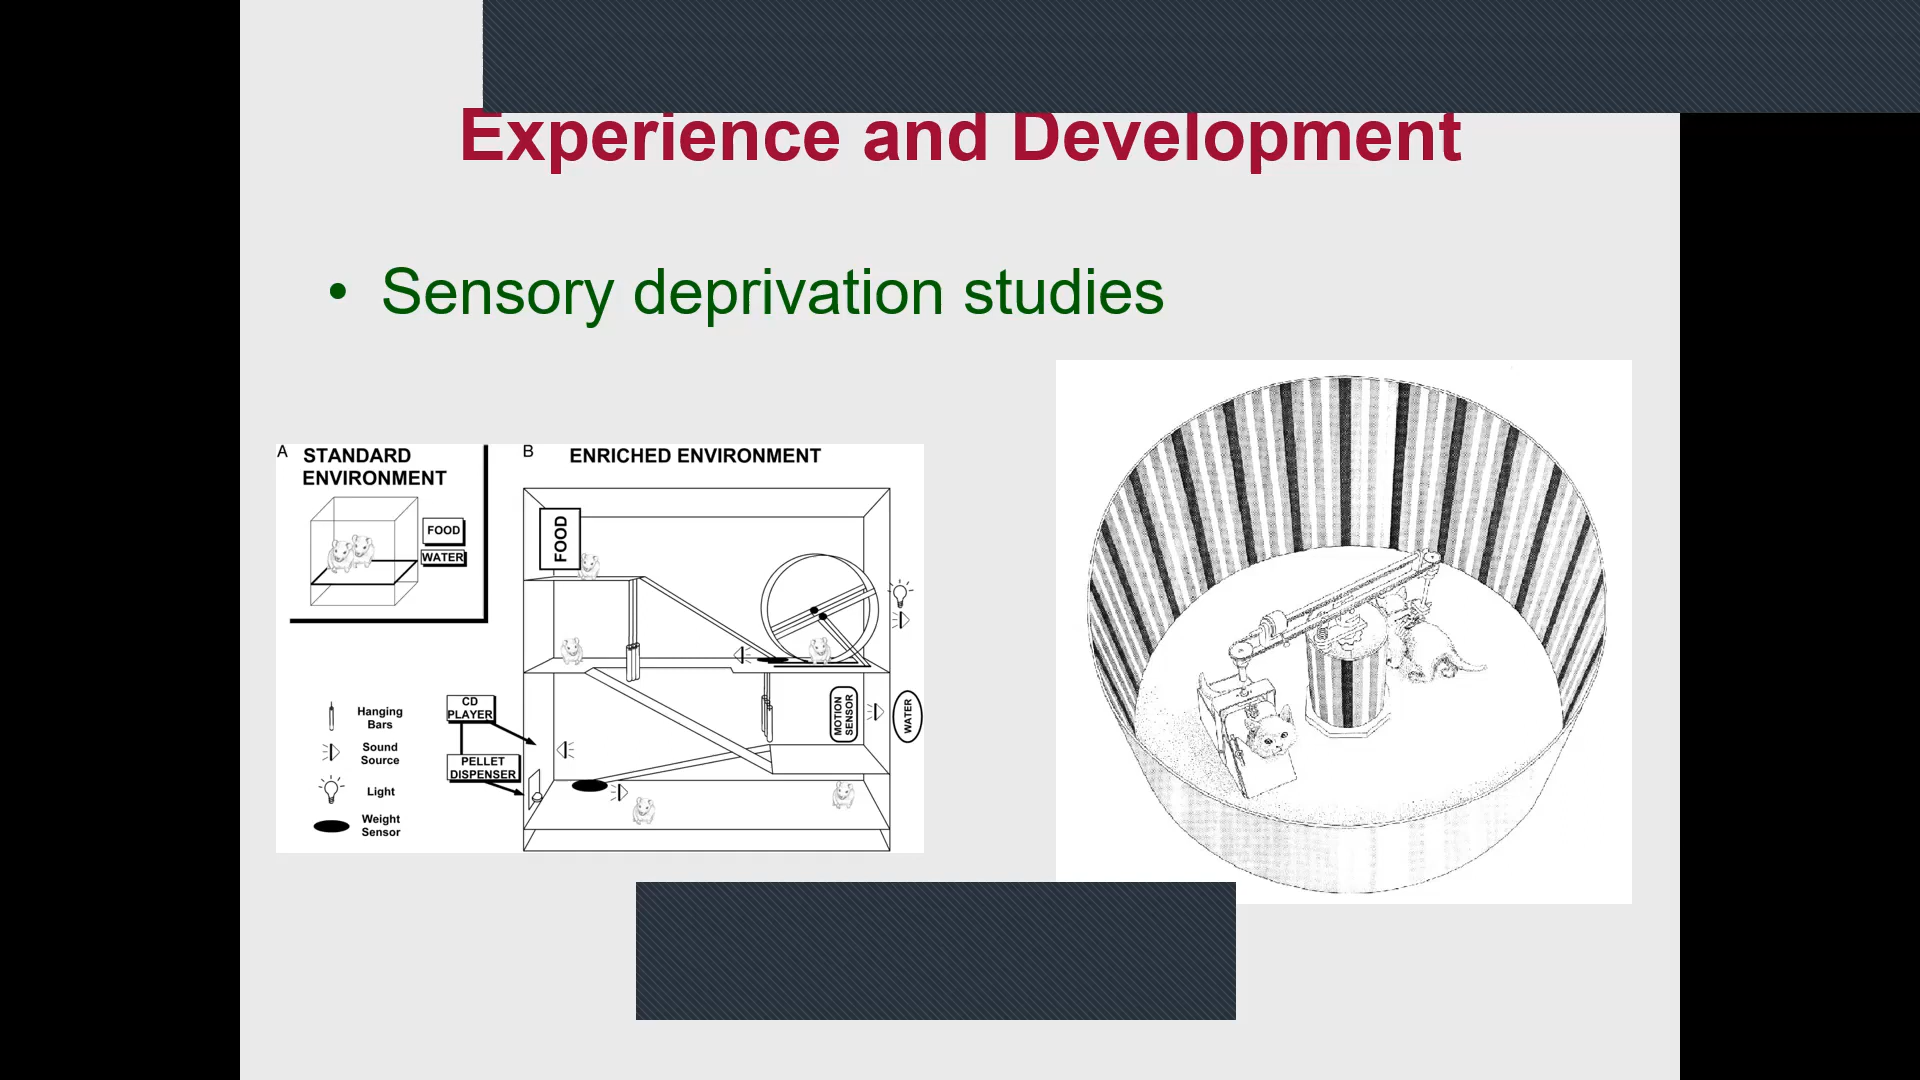 Experience and Development
• Sensory deprivation studies
A
STANDARD
ENVIRONMENT
FOOD
WATER
B
ENRICHED ENVIRONMENT
FOOD
MOTION
SENSOR
WATER
CD
PLAYER
PELLET
DISPENSER
Hanging
Bars
Sound
Source
Light
Weight
Sensor